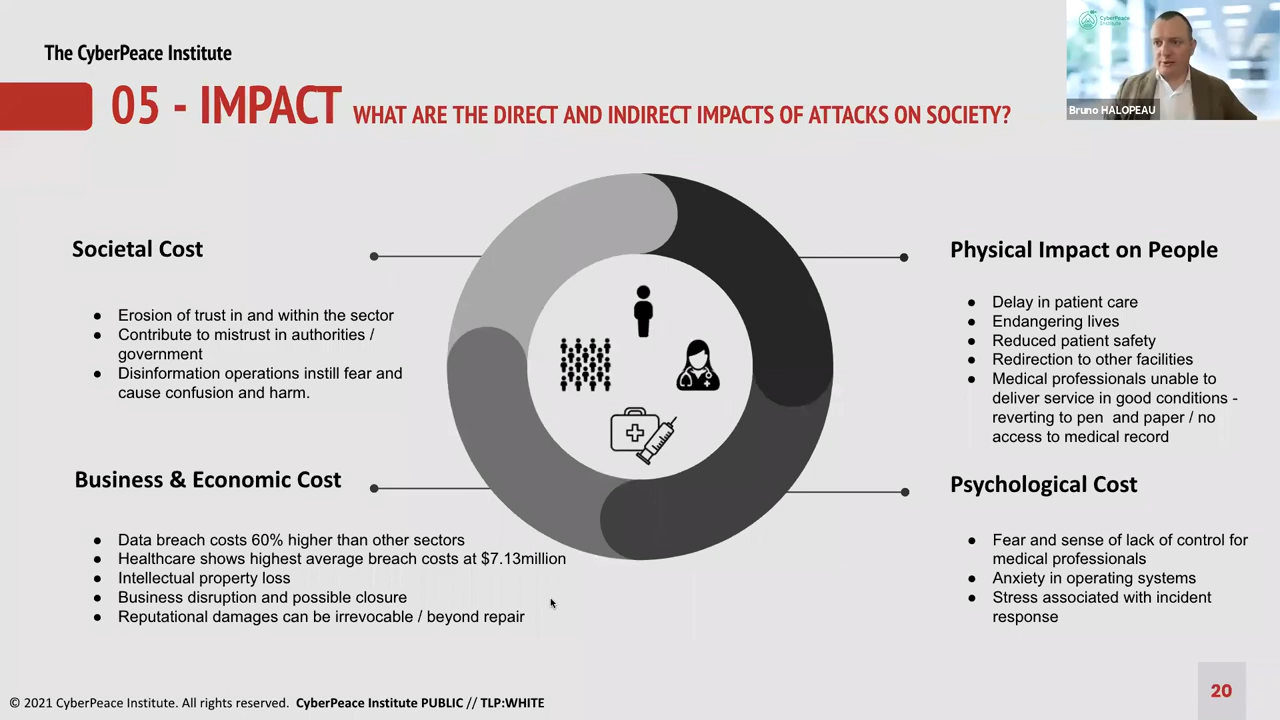 The CyberPeace Institute
05 - IMPACT WHAT ARE THE DIRECT AND INDIRECT IMPACTS OF ATTACKS ON SOCIETY?
CyberPeace
Institute
Bruno HALOPEAU
Societal Cost
● Erosion of trust in and within the sector
● Contribute to mistrust in authorities /
government
● Disinformation operations instill fear and
cause confusion and harm.
Physical Impact on People
● Delay in patient care
● Endangering lives
● Reduced patient safety
● Redirection to other facilities
● Medical professionals unable to
deliver service in good conditions -
reverting to pen and paper / no
access to medical record
Business & Economic Cost
● Data breach costs 60% higher than other sectors
● Healthcare shows highest average breach costs at $7.13million
● Intellectual property loss
● Business disruption and possible closure
● Reputational damages can be irrevocable / beyond repair
Psychological Cost
● Fear and sense of lack of control for
medical professionals
● Anxiety in operating systems
● Stress associated with incident
response
© 2021 CyberPeace Institute. All rights reserved. CyberPeace Institute PUBLIC // TLP:WHITE
20